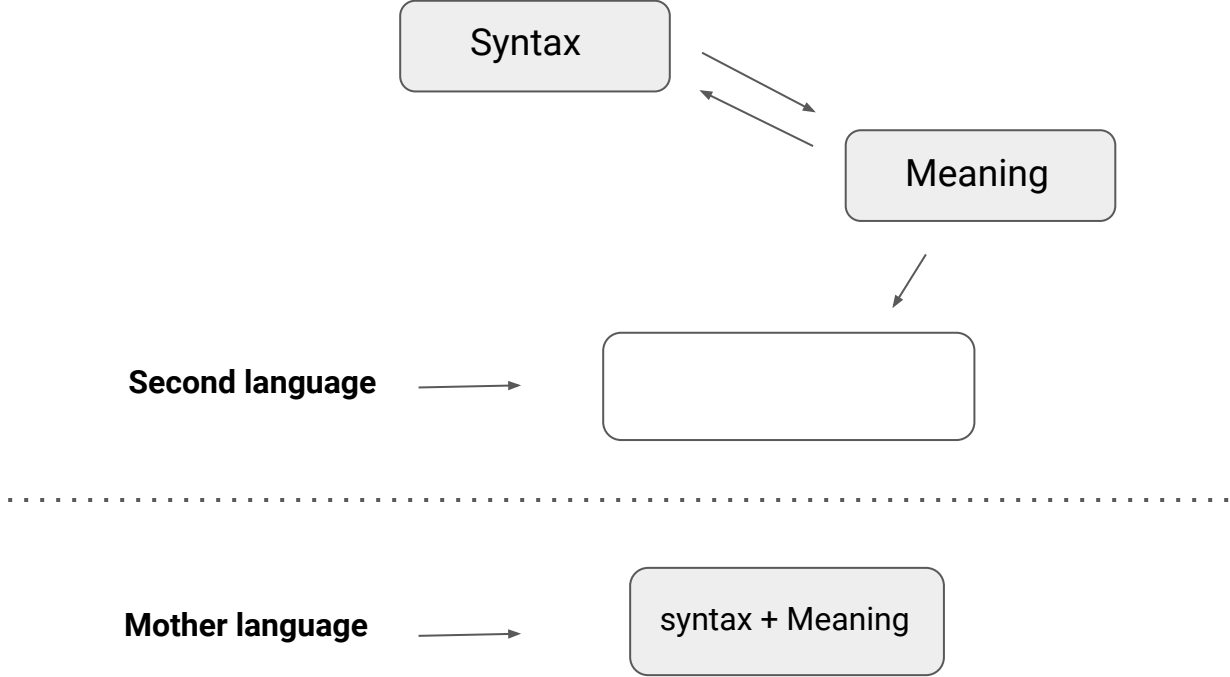 Syntax
Meaning
Second language
Mother language
syntax + Meaning